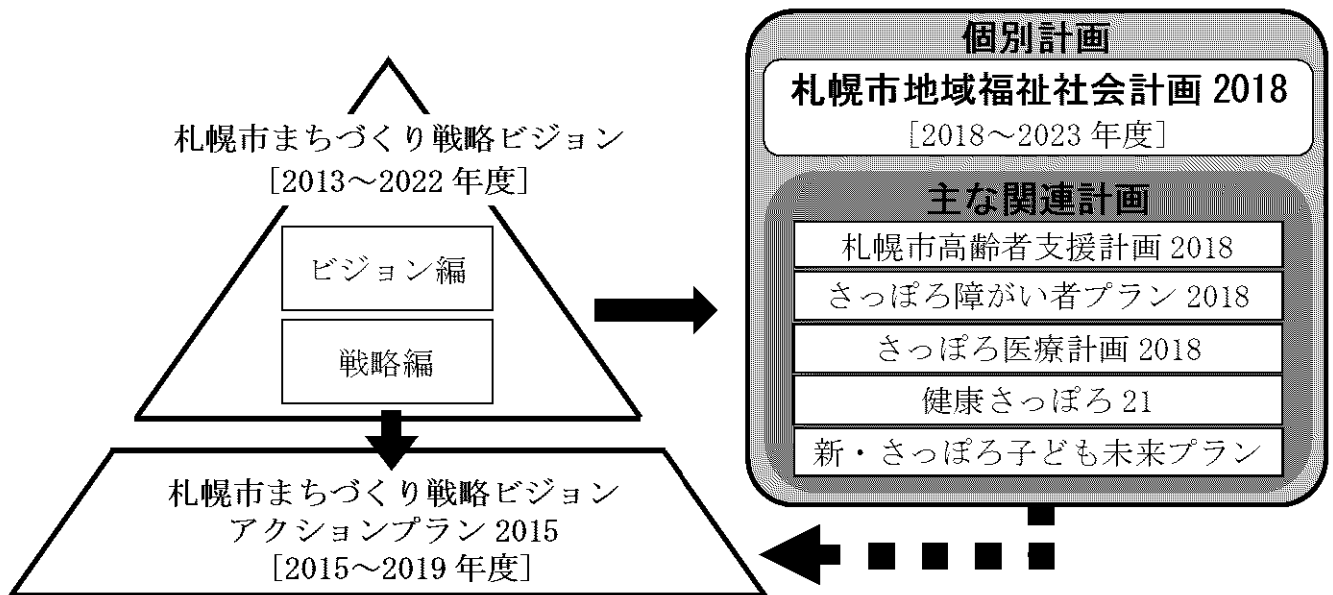 札幌市まちづくり戦略ビジョン
[2013～2022 年度]
ビジョン編
戦略編
札幌市まちづくり戦略ビジョン
アクションプラン 2015
[2015～2019 年度]
個別計画
札幌市地域福祉社会計画 2018
[2018～2023 年度]
主な関連計画
札幌市高齢者支援計画 2018
さっぽろ障がい者プラン 2018
さっぽろ医療計画 2018
健康さっぽろ 21
新・さっぽろ子ども未来プラン